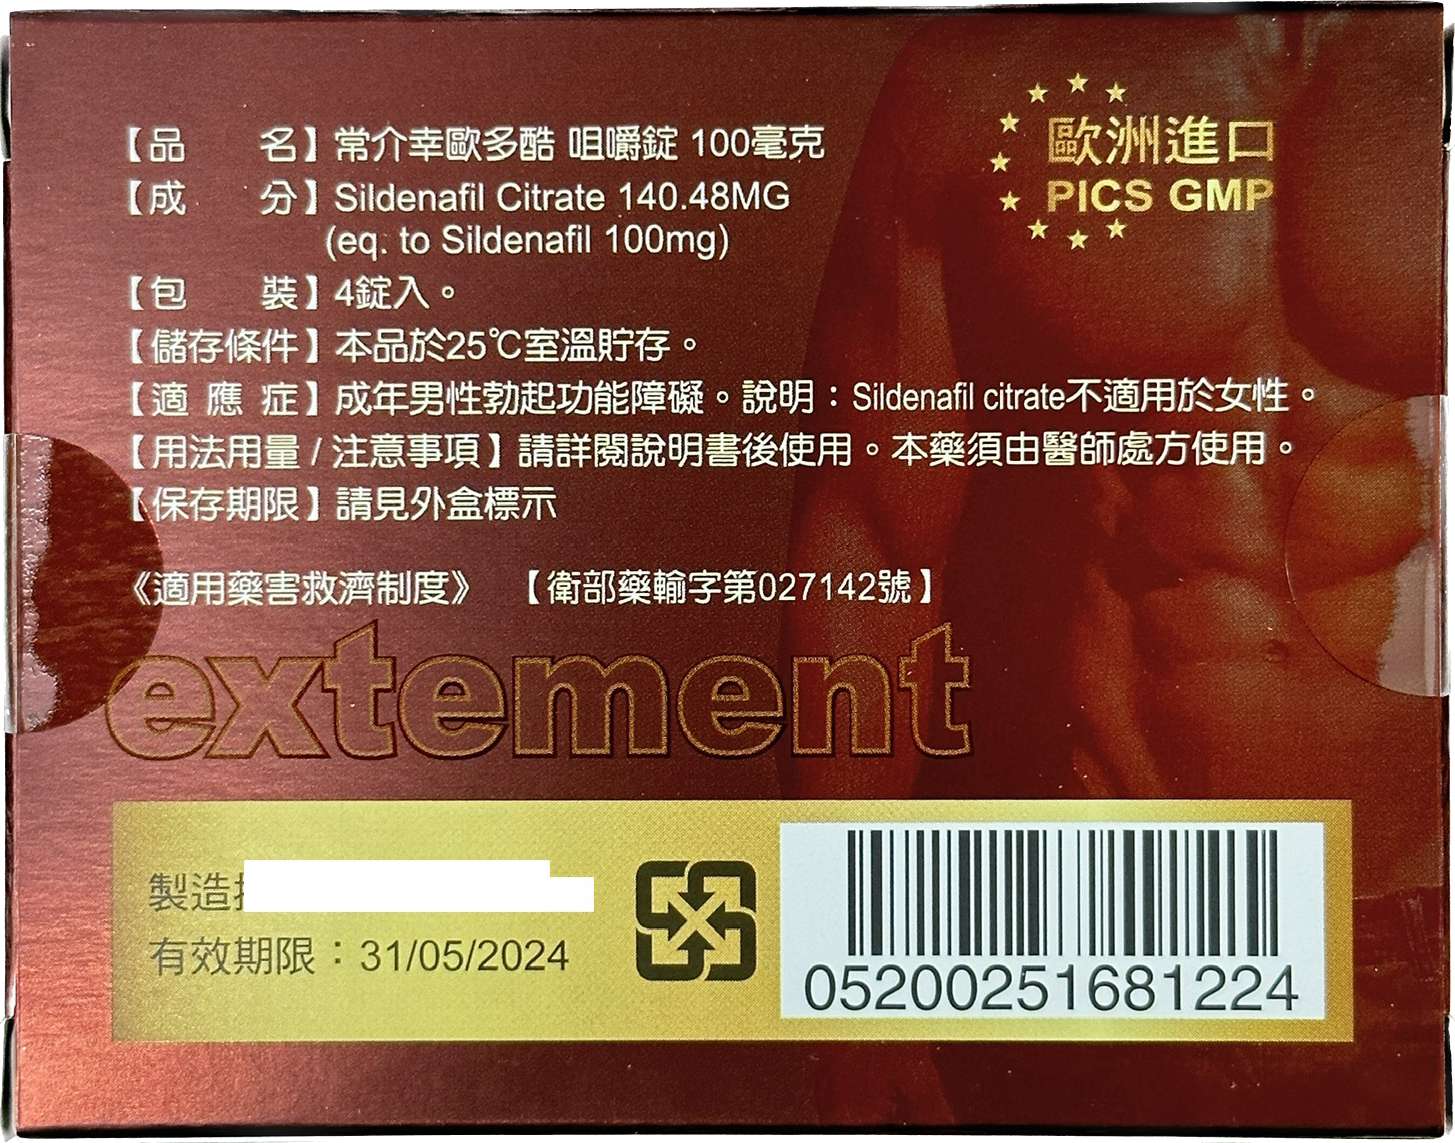 【品 名】常介幸歐多酷 咀嚼錠 100毫克
【成 分】Sildenafil Citrate 140.48MG
(eq. to Sildenafil 100mg)
【包 裝】4錠入。
【儲存條件】本品於25℃室溫貯存。
【適 應 症】成年男性勃起功能障礙。說明：Sildenafil citrate不適用於女性。
【用法用量 / 注意事項】請詳閱說明書後使用。本藥須由醫師處方使用。
【保存期限】請見外盒標示
《適用藥害救濟制度》 【衛部藥輸字第027142號】
歐洲進口
PICS GMP
extement
製造
有效期限：31/05/2024
05200251681224